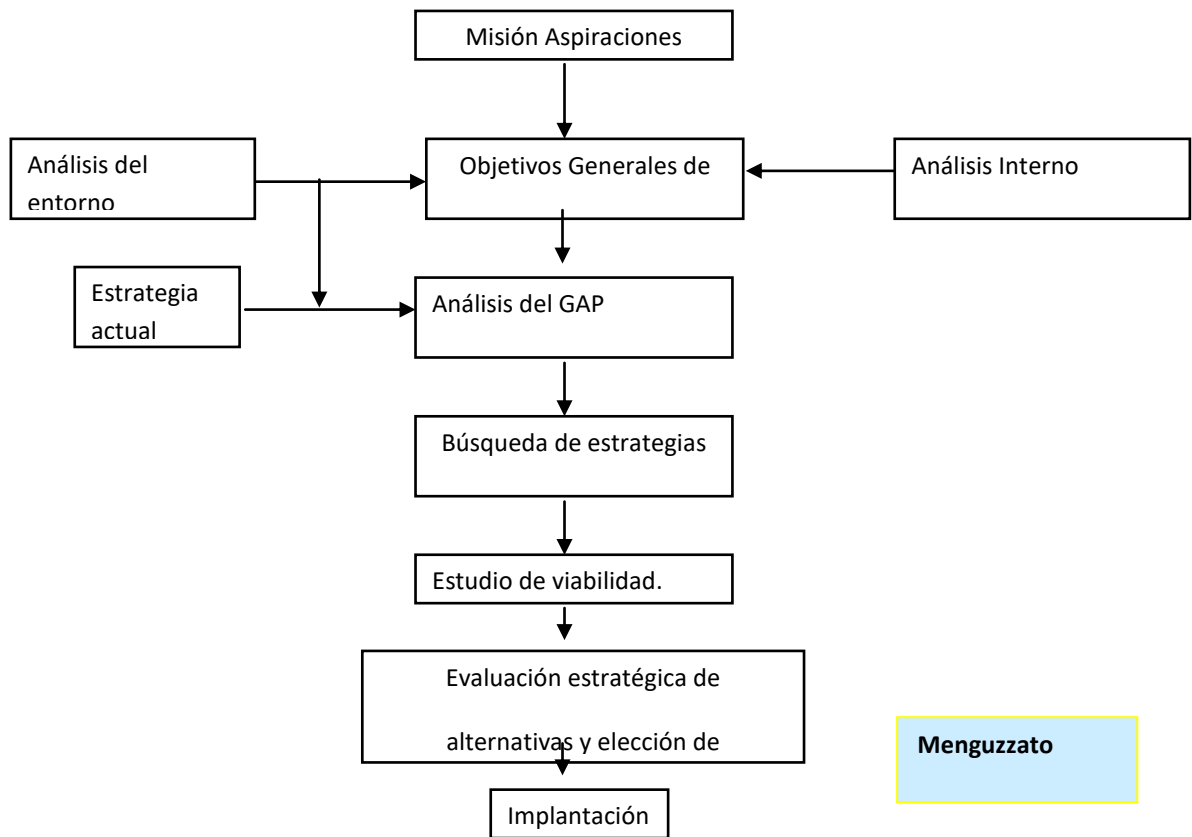 Misión Aspiraciones
Análisis del
entorno
Objetivos Generales de
Análisis Interno
Estrategia
actual
Análisis del GAP
Búsqueda de estrategias
Estudio de viabilidad.
Evaluación estratégica de
alternativas y elección de
Menguzzato
Implantación